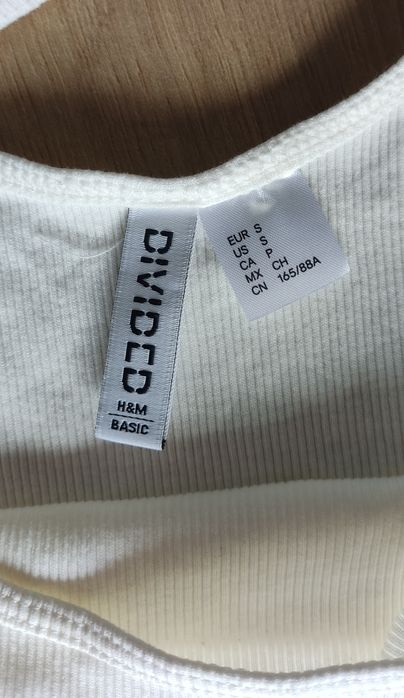 DIVIDED
H&M
BASIC
EUR S
US S
CA P
MX CH
CN 165/88A